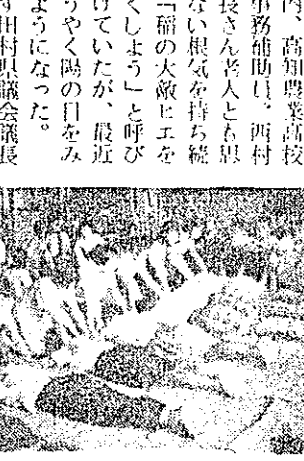 内、高知農業高校
事務補助員、西村
長さん老人とも思
ない根気を持ち続
「稲の大敵ヒエを
くしよう」と呼び
けていたが、最近
うやく陽の目をみ
ようになった。
田村県議会議長